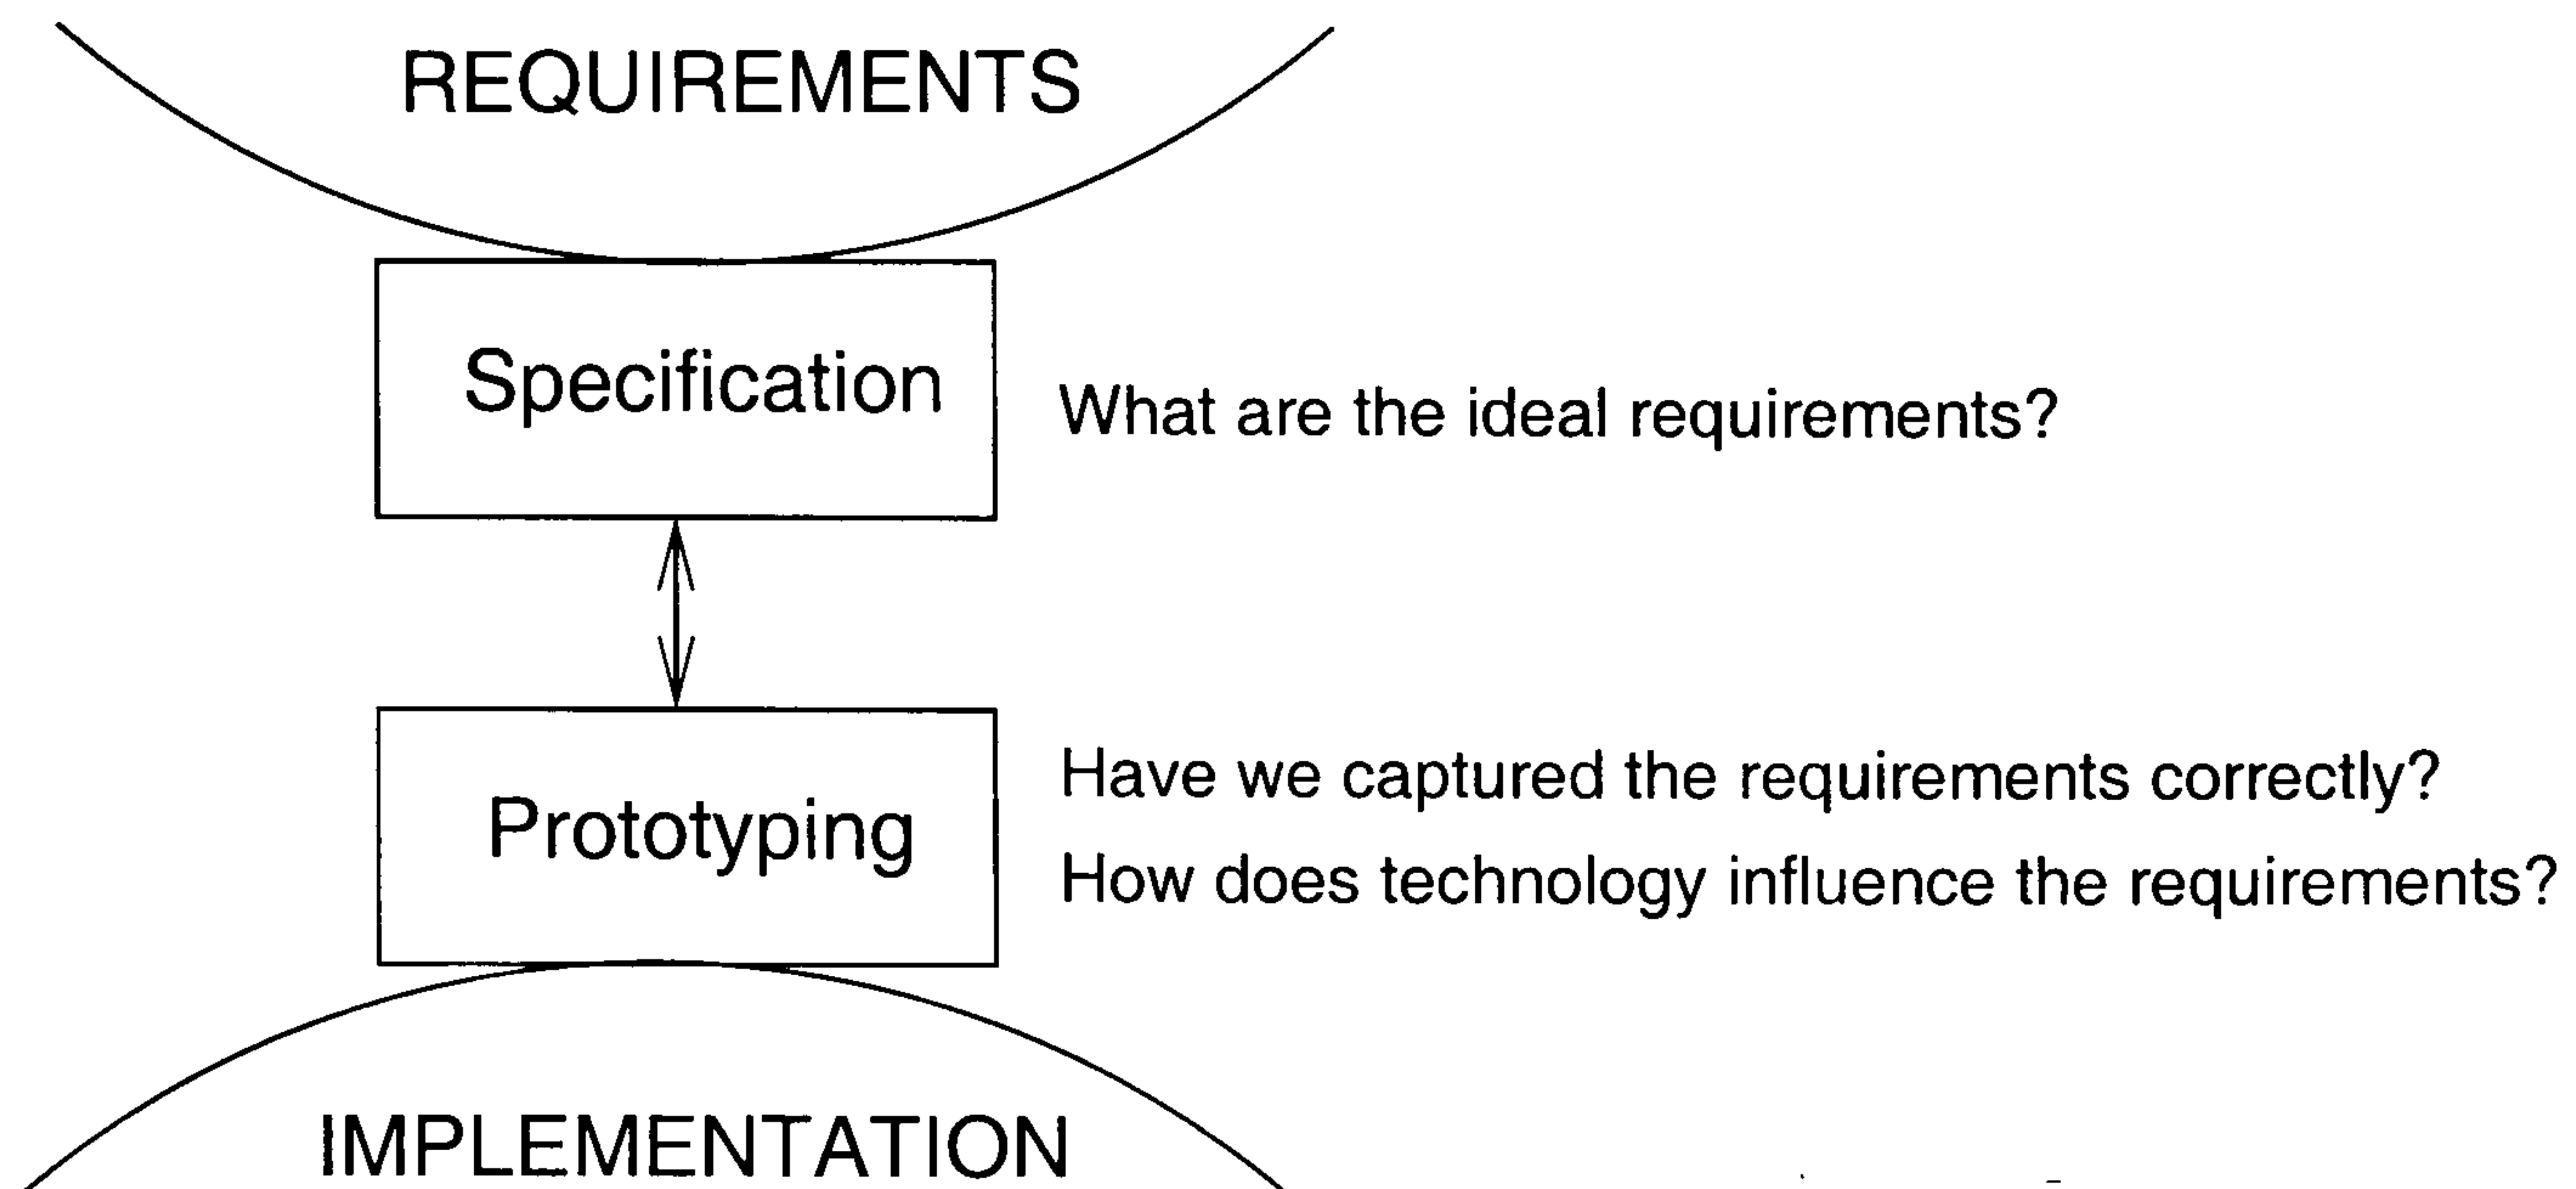 REQUIREMENTS
Specification
What are the ideal requirements?
Prototyping
Have we captured the requirements correctly?
How does technology influence the requirements?
IMPLEMENTATION